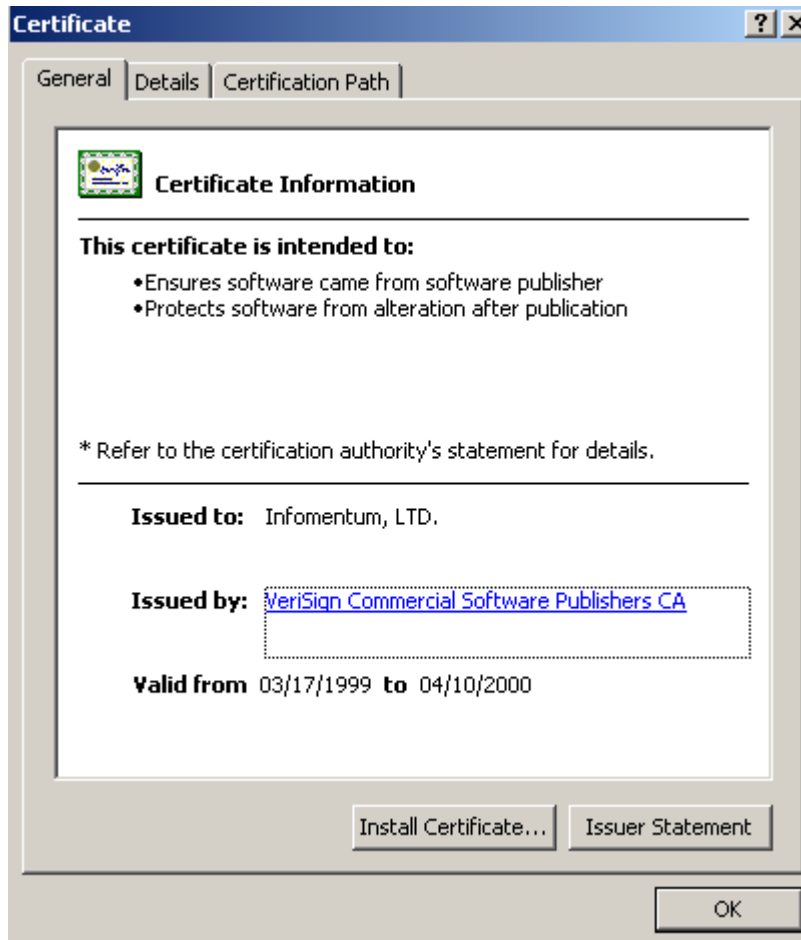 Certificate
General Details Certification Path
Certificate Information
This certificate is intended to:
•Ensures software came from software publisher
•Protects software from alteration after publication
* Refer to the certification authority's statement for details.
Issued to: Infomentum, LTD.
Issued by: VeriSign Commercial Software Publishers CA
Valid from 03/17/1999 to 04/10/2000
Install Certificate... Issuer Statement
OK